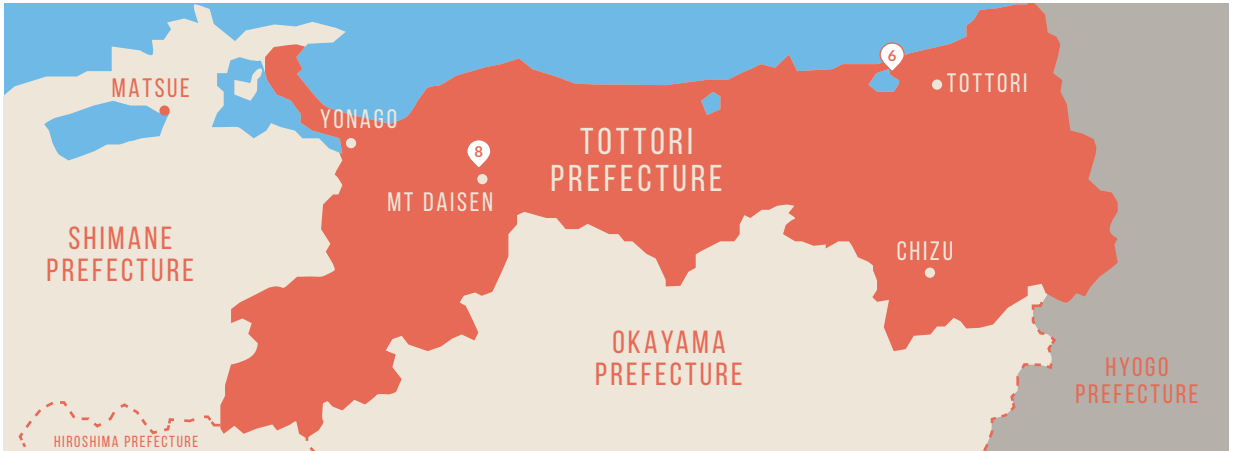 6
MATSUE
TOTTORI
YONAGO
8
TOTTORI
PREFECTURE
MT DAISEN
SHIMANE
PREFECTURE
CHIZU
OKAYAMA
PREFECTURE
HYOGO
PREFECTURE
HIROSHIMA PREFECTURE